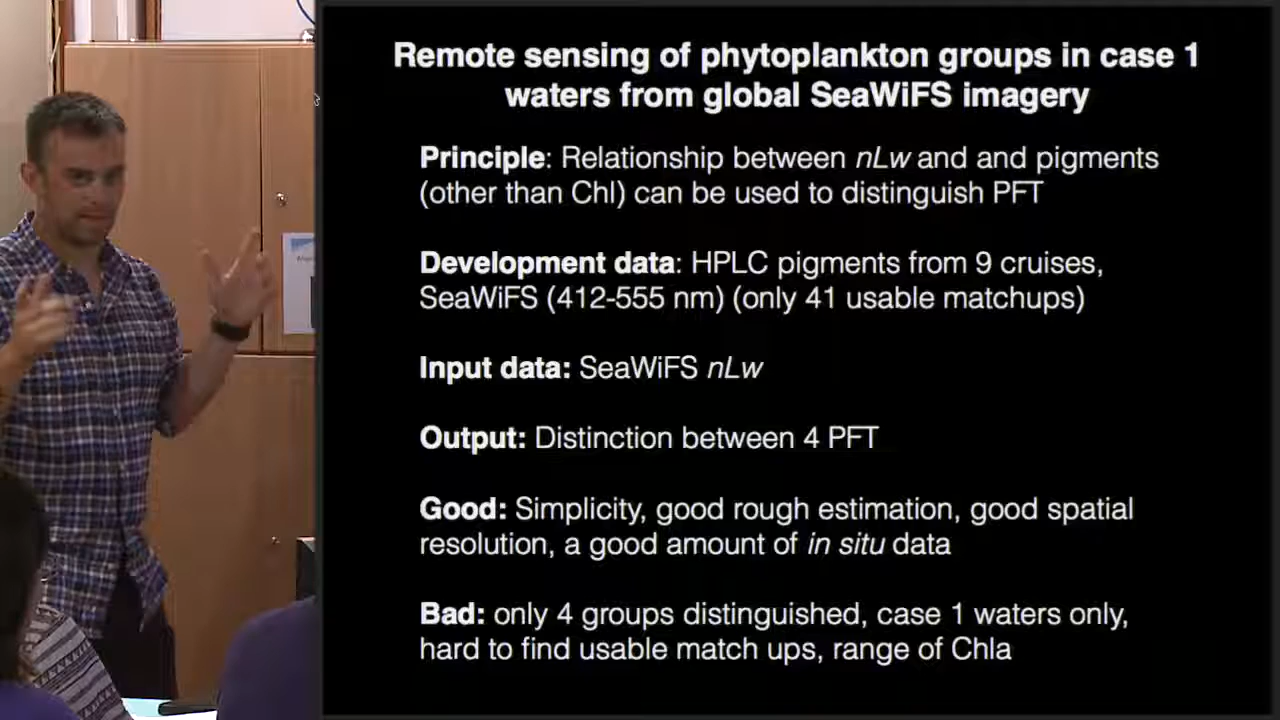 Remote sensing of phytoplankton groups in case 1
waters from global SeaWiFS imagery
Principle: Relationship between nLw and and pigments
(other than Chl) can be used to distinguish PFT
Development data: HPLC pigments from 9 cruises,
SeaWiFS (412-555 nm) (only 41 usable matchups)
Input data: SeaWiFS nLw
Output: Distinction between 4 PFT
Good: Simplicity, good rough estimation, good spatial
resolution, a good amount of in situ data
Bad: only 4 groups distinguished, case 1 waters only,
hard to find usable match ups, range of Chla